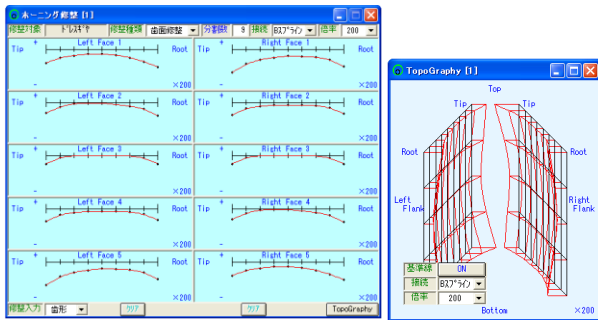 ホーニング修整 [1]
修整対象 ドレスギヤ 修整種類 歯面修整 分割数 9 接続 Bスプライン 倍率 200
Left Face 1 Right Face 1
Tip + - Root ×200 Tip + - Root ×200
Left Face 2 Right Face 2
Tip + - Root ×200 Tip + - Root ×200
Left Face 3 Right Face 3
Tip + - Root ×200 Tip + - Root ×200
Left Face 4 Right Face 4
Tip + - Root ×200 Tip + - Root ×200
Left Face 5 Right Face 5
Tip + - Root ×200 Tip + - Root ×200
修整入力 歯形 クリア クリア TopoGraphy
TopoGraphy [1]
Top
Tip Tip
Root Root
Left Flank Right Flank
基準線 ON
接続 Bスプライン
倍率 200
Bottom ×200